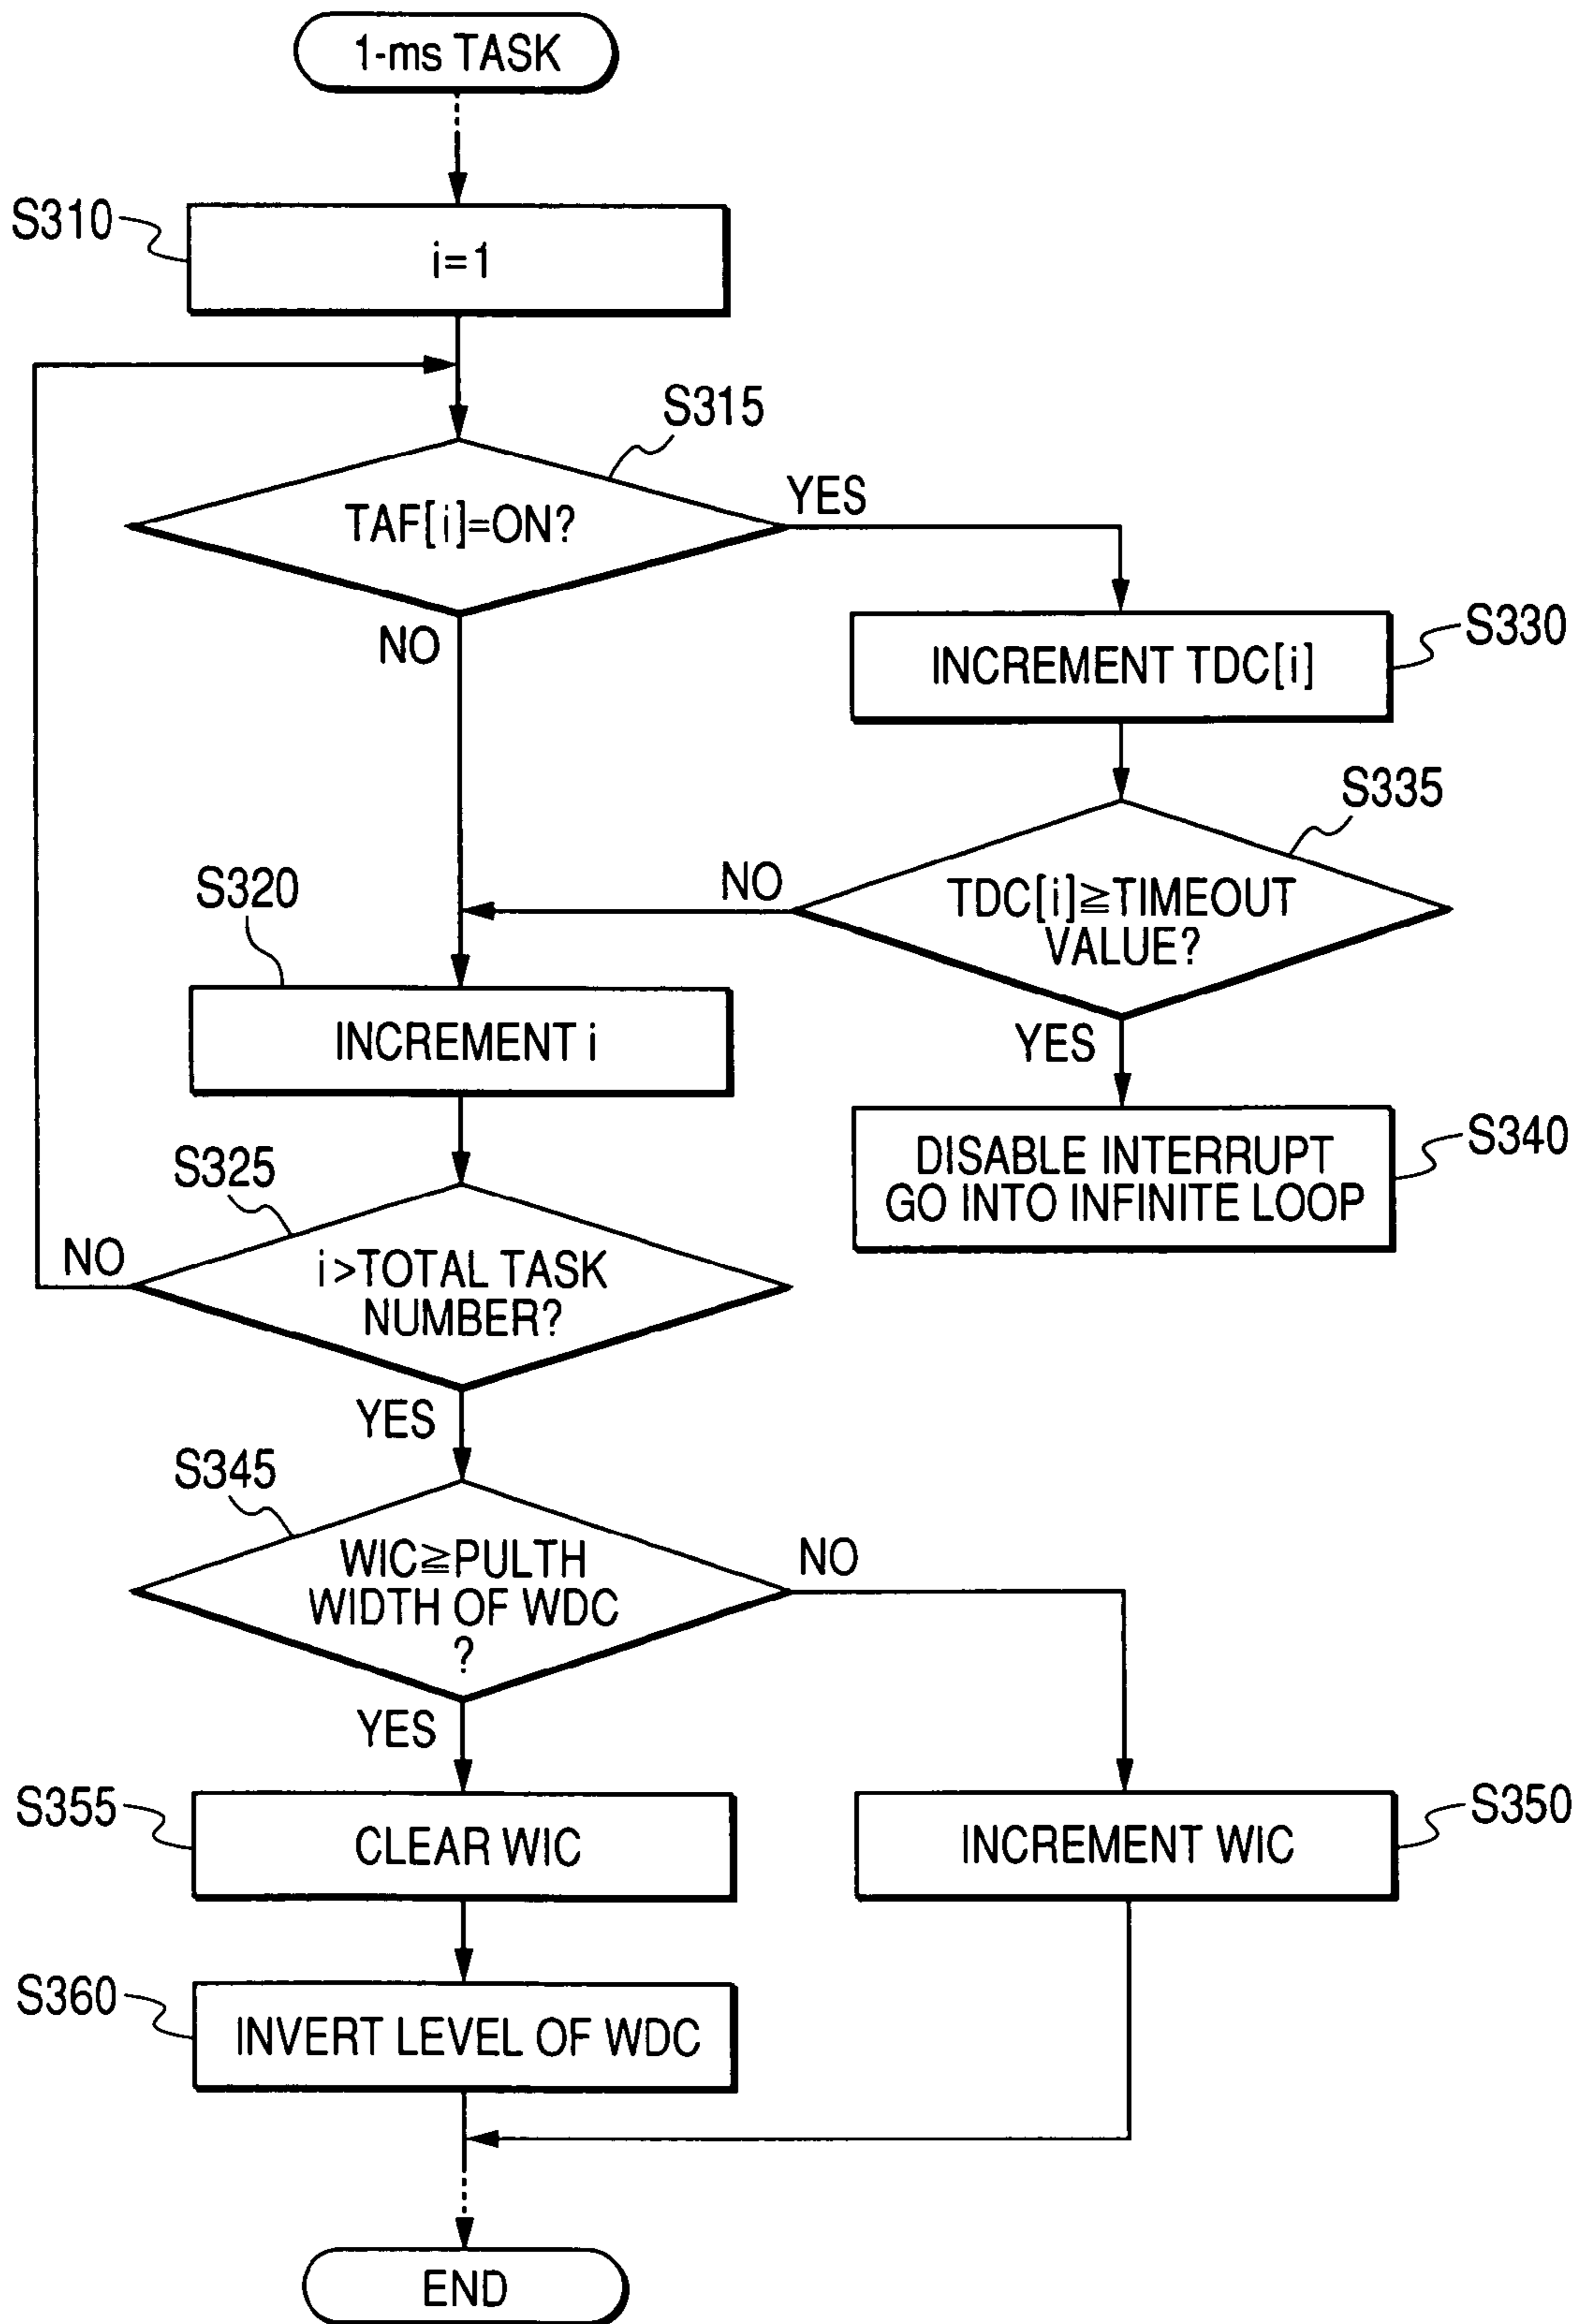 1-ms TASK
S310
i=1
S315
TAF[i]=ON?
YES
NO
S330
INCREMENT TDC[i]
S335
TDC[i]≧TIMEOUT
VALUE?
NO
YES
S320
INCREMENT i
S340
DISABLE INTERRUPT
GO INTO INFINITE LOOP
S325
i>TOTAL TASK
NUMBER?
NO
YES
S345
WIC≧PULTH
WIDTH OF WDC
?
NO
YES
S355
CLEAR WIC
S350
INCREMENT WIC
S360
INVERT LEVEL OF WDC
END